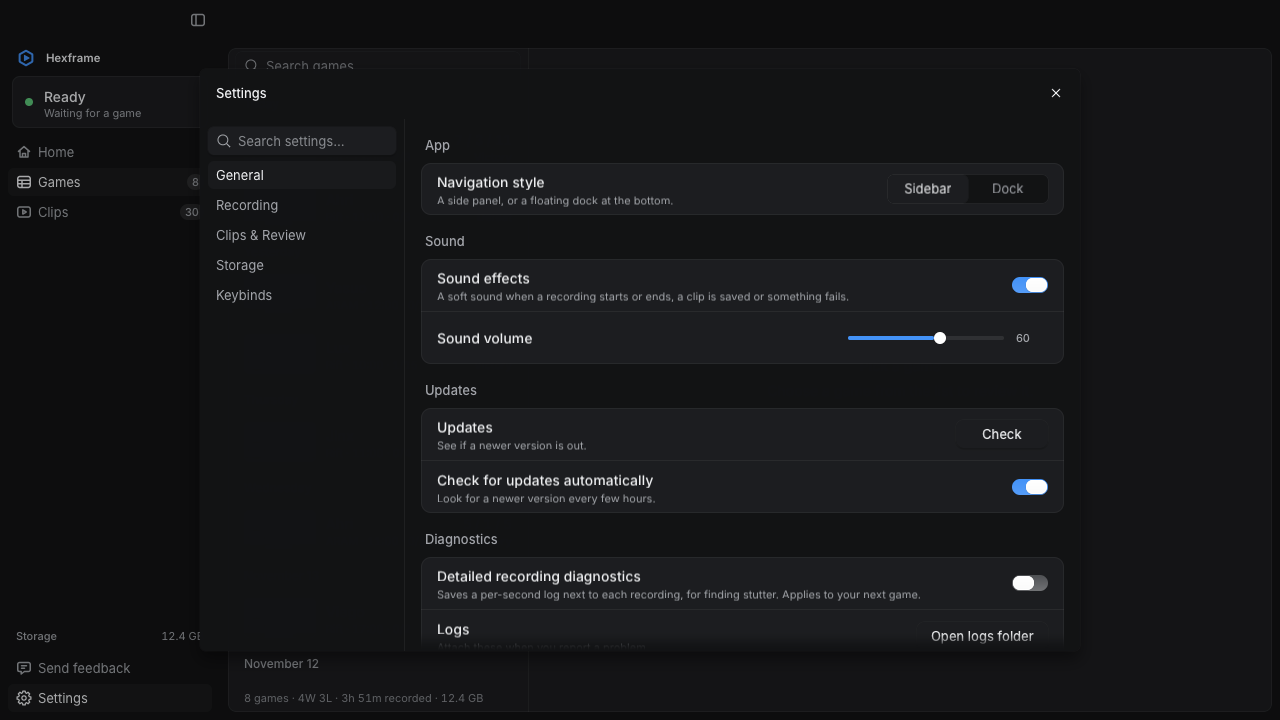 Hexframe
Ready
Waiting for a game
Home
Games 8
Clips 30
Storage 12.4 GB
Send feedback
Settings
Search games
November 12
8 games · 4W 3L · 3h 51m recorded · 12.4 GB
Settings
Search settings...
General
Recording
Clips & Review
Storage
Keybinds
App
Navigation style
A side panel, or a floating dock at the bottom.
Sidebar Dock
Sound
Sound effects
A soft sound when a recording starts or ends, a clip is saved or something fails.
Sound volume 60
Updates
Updates
See if a newer version is out.
Check
Check for updates automatically
Look for a newer version every few hours.
Diagnostics
Detailed recording diagnostics
Saves a per-second log next to each recording, for finding stutter. Applies to your next game.
Logs
Attach these when you report a problem.
Open logs folder